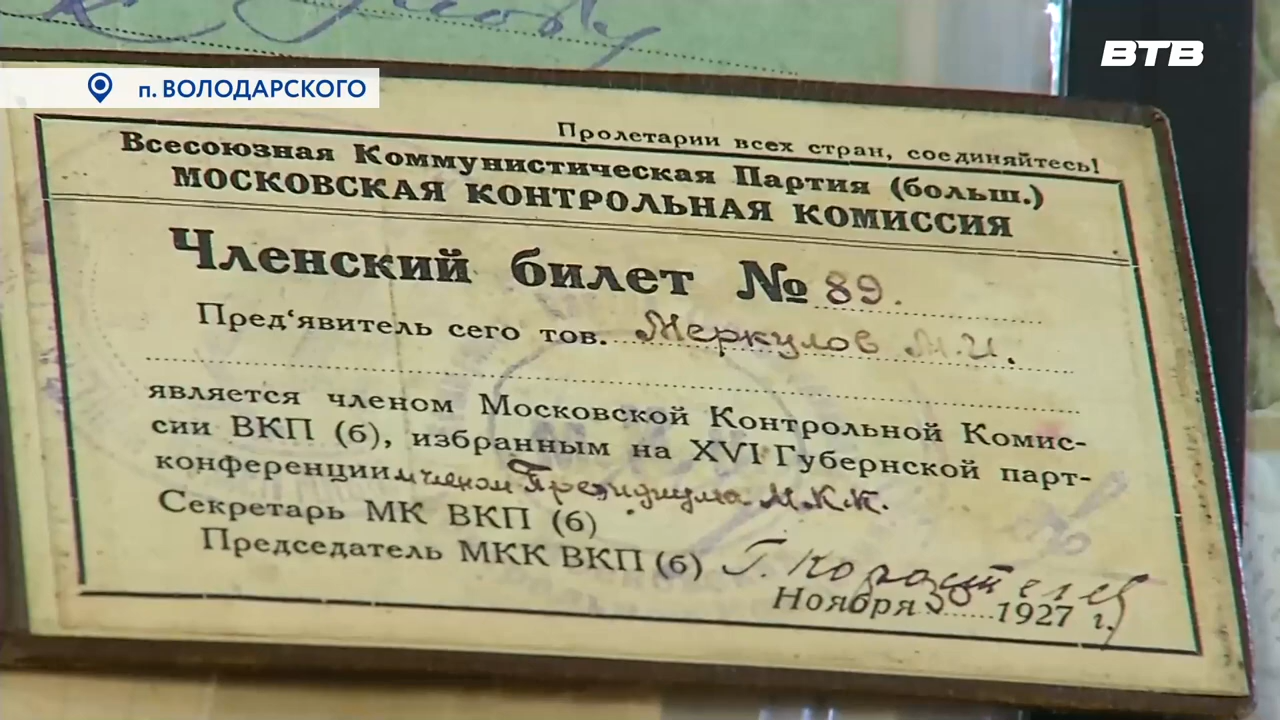 ВТВ
п. ВОЛОДАРСКОГО
Пролетарии всех стран, соединяйтесь!
Всесоюзная Коммунистическая Партия (больш.)
МОСКОВСКАЯ КОНТРОЛЬНАЯ КОМИССИЯ
Членский билет № 89.
Пред‘явитель сего тов. Меркулов М.И.
является членом Московской Контрольной Комис-
сии ВКП (б), избранным на XVI Губернской парт-
конференции и членом Президиума М.К.К.
Секретарь МК ВКП (б)
Председатель МКК ВКП (б) Г. Коростелев
Ноября 1927 г.